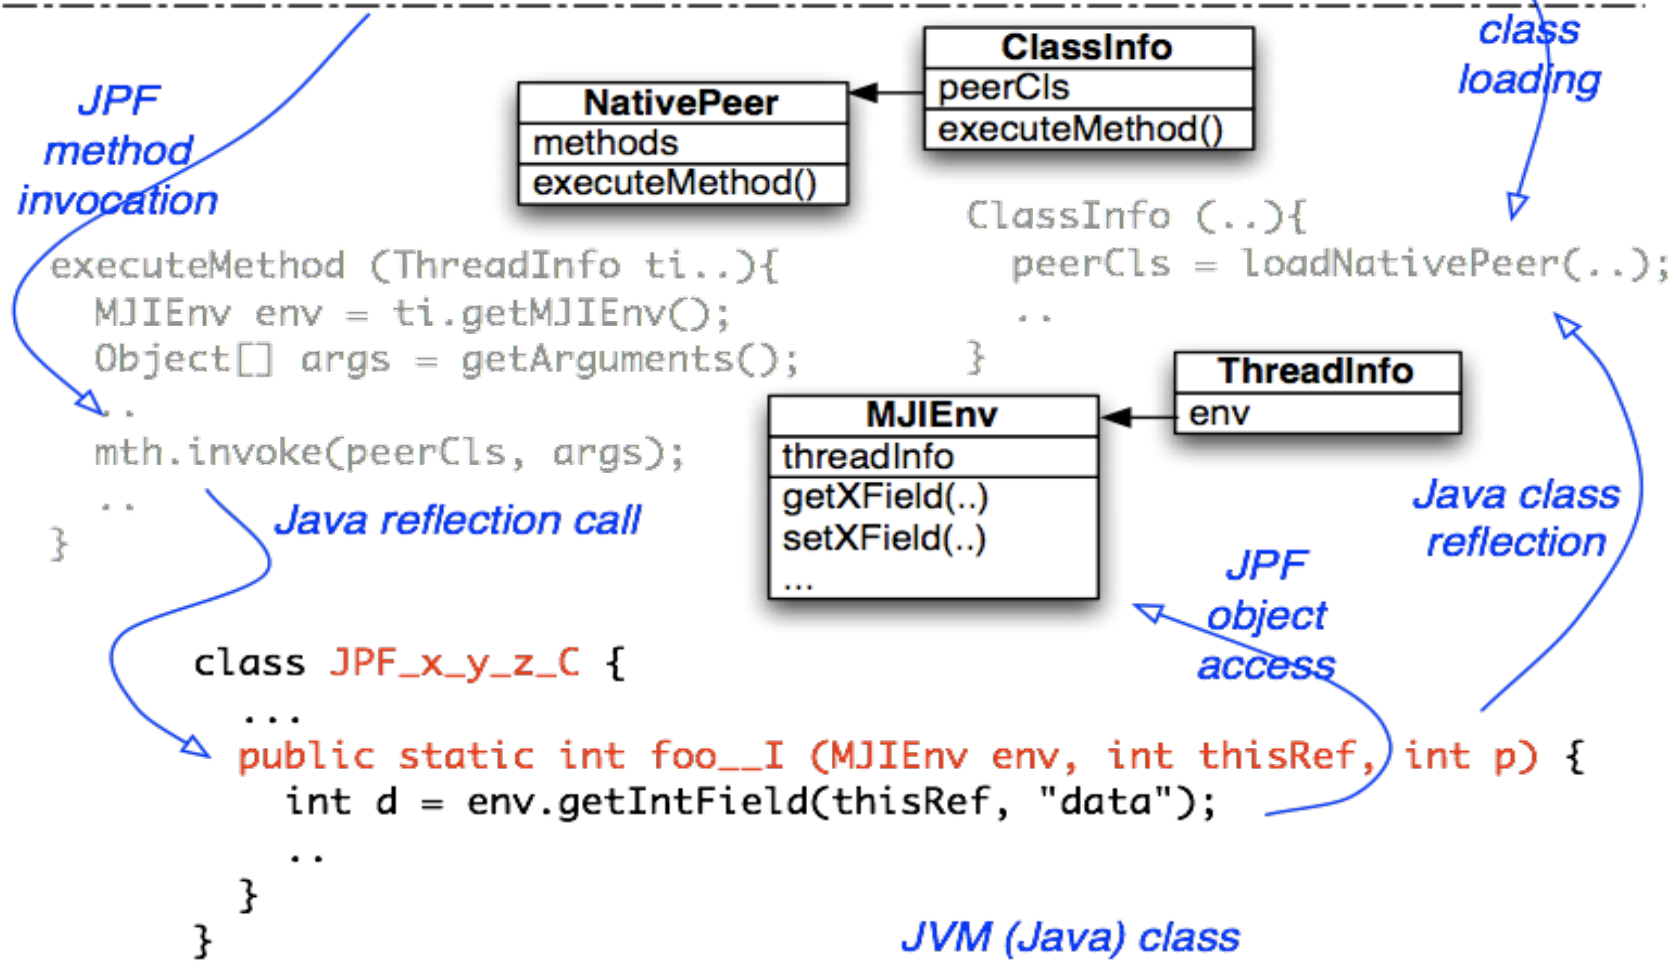 class
loading
ClassInfo
peerCls
executeMethod()
NativePeer
methods
executeMethod()
JPF
method
invocation
ClassInfo (..){
peerCls = loadNativePeer(..);
..
}
executeMethod (ThreadInfo ti..){
MJIEnv env = ti.getMJIEnv();
Object[] args = getArguments();
..
mth.invoke(peerCls, args);
..
}
ThreadInfo
env
MJIEnv
threadInfo
getXField(..)
setXField(..)
...
Java reflection call
Java class
reflection
JPF
object
access
class JPF_x_y_z_C {
...
public static int foo__I (MJIEnv env, int thisRef, int p) {
int d = env.getIntField(thisRef, "data");
..
}
}
JVM (Java) class